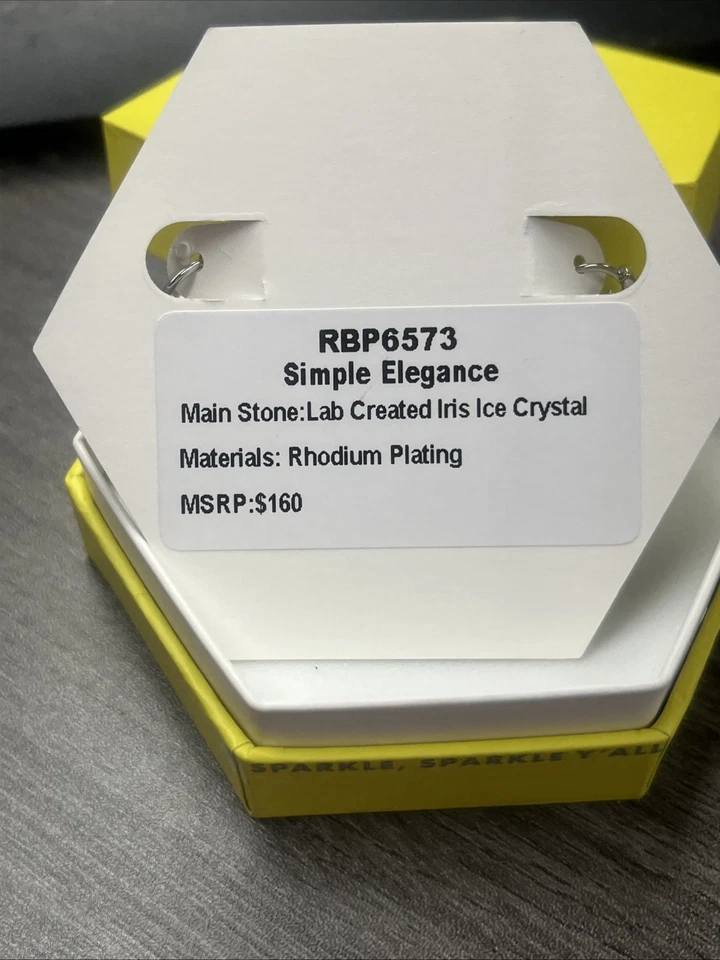 RBP6573
Simple Elegance
Main Stone:Lab Created Iris Ice Crystal
Materials: Rhodium Plating
MSRP:$160
SPARKLE, SPARKLE Y'ALL